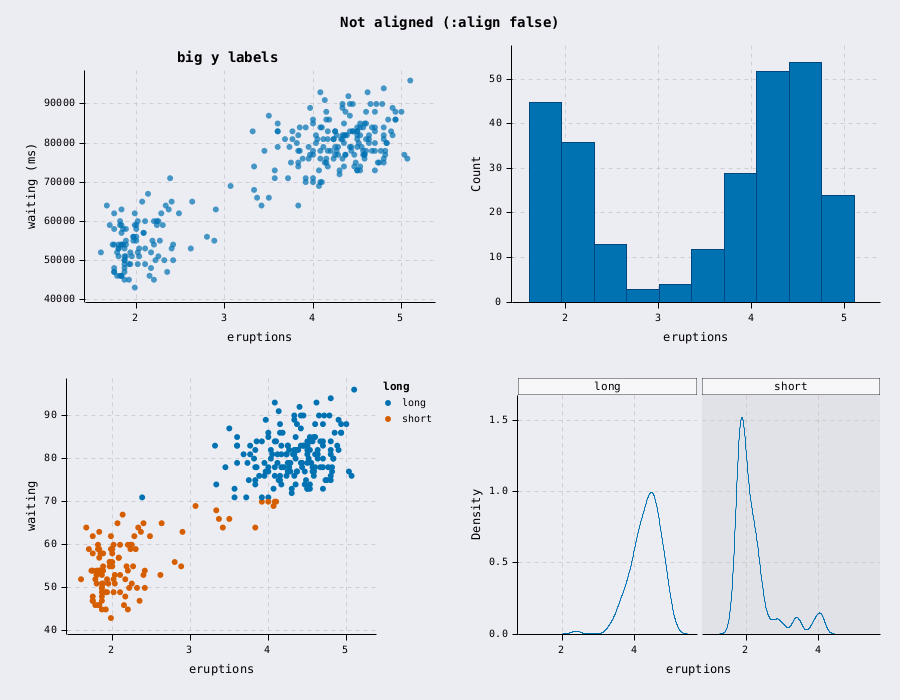 Not aligned (:align false)
big y labels
90000
80000
70000
60000
50000
40000
waiting (ms)
2 3 4 5
eruptions
50
40
30
20
10
0
Count
2 3 4 5
eruptions
90
80
70
60
50
40
waiting
2 3 4 5
eruptions
long
long
short
long short
1.5
1.0
0.5
0.0
Density
2 4 2 4
eruptions